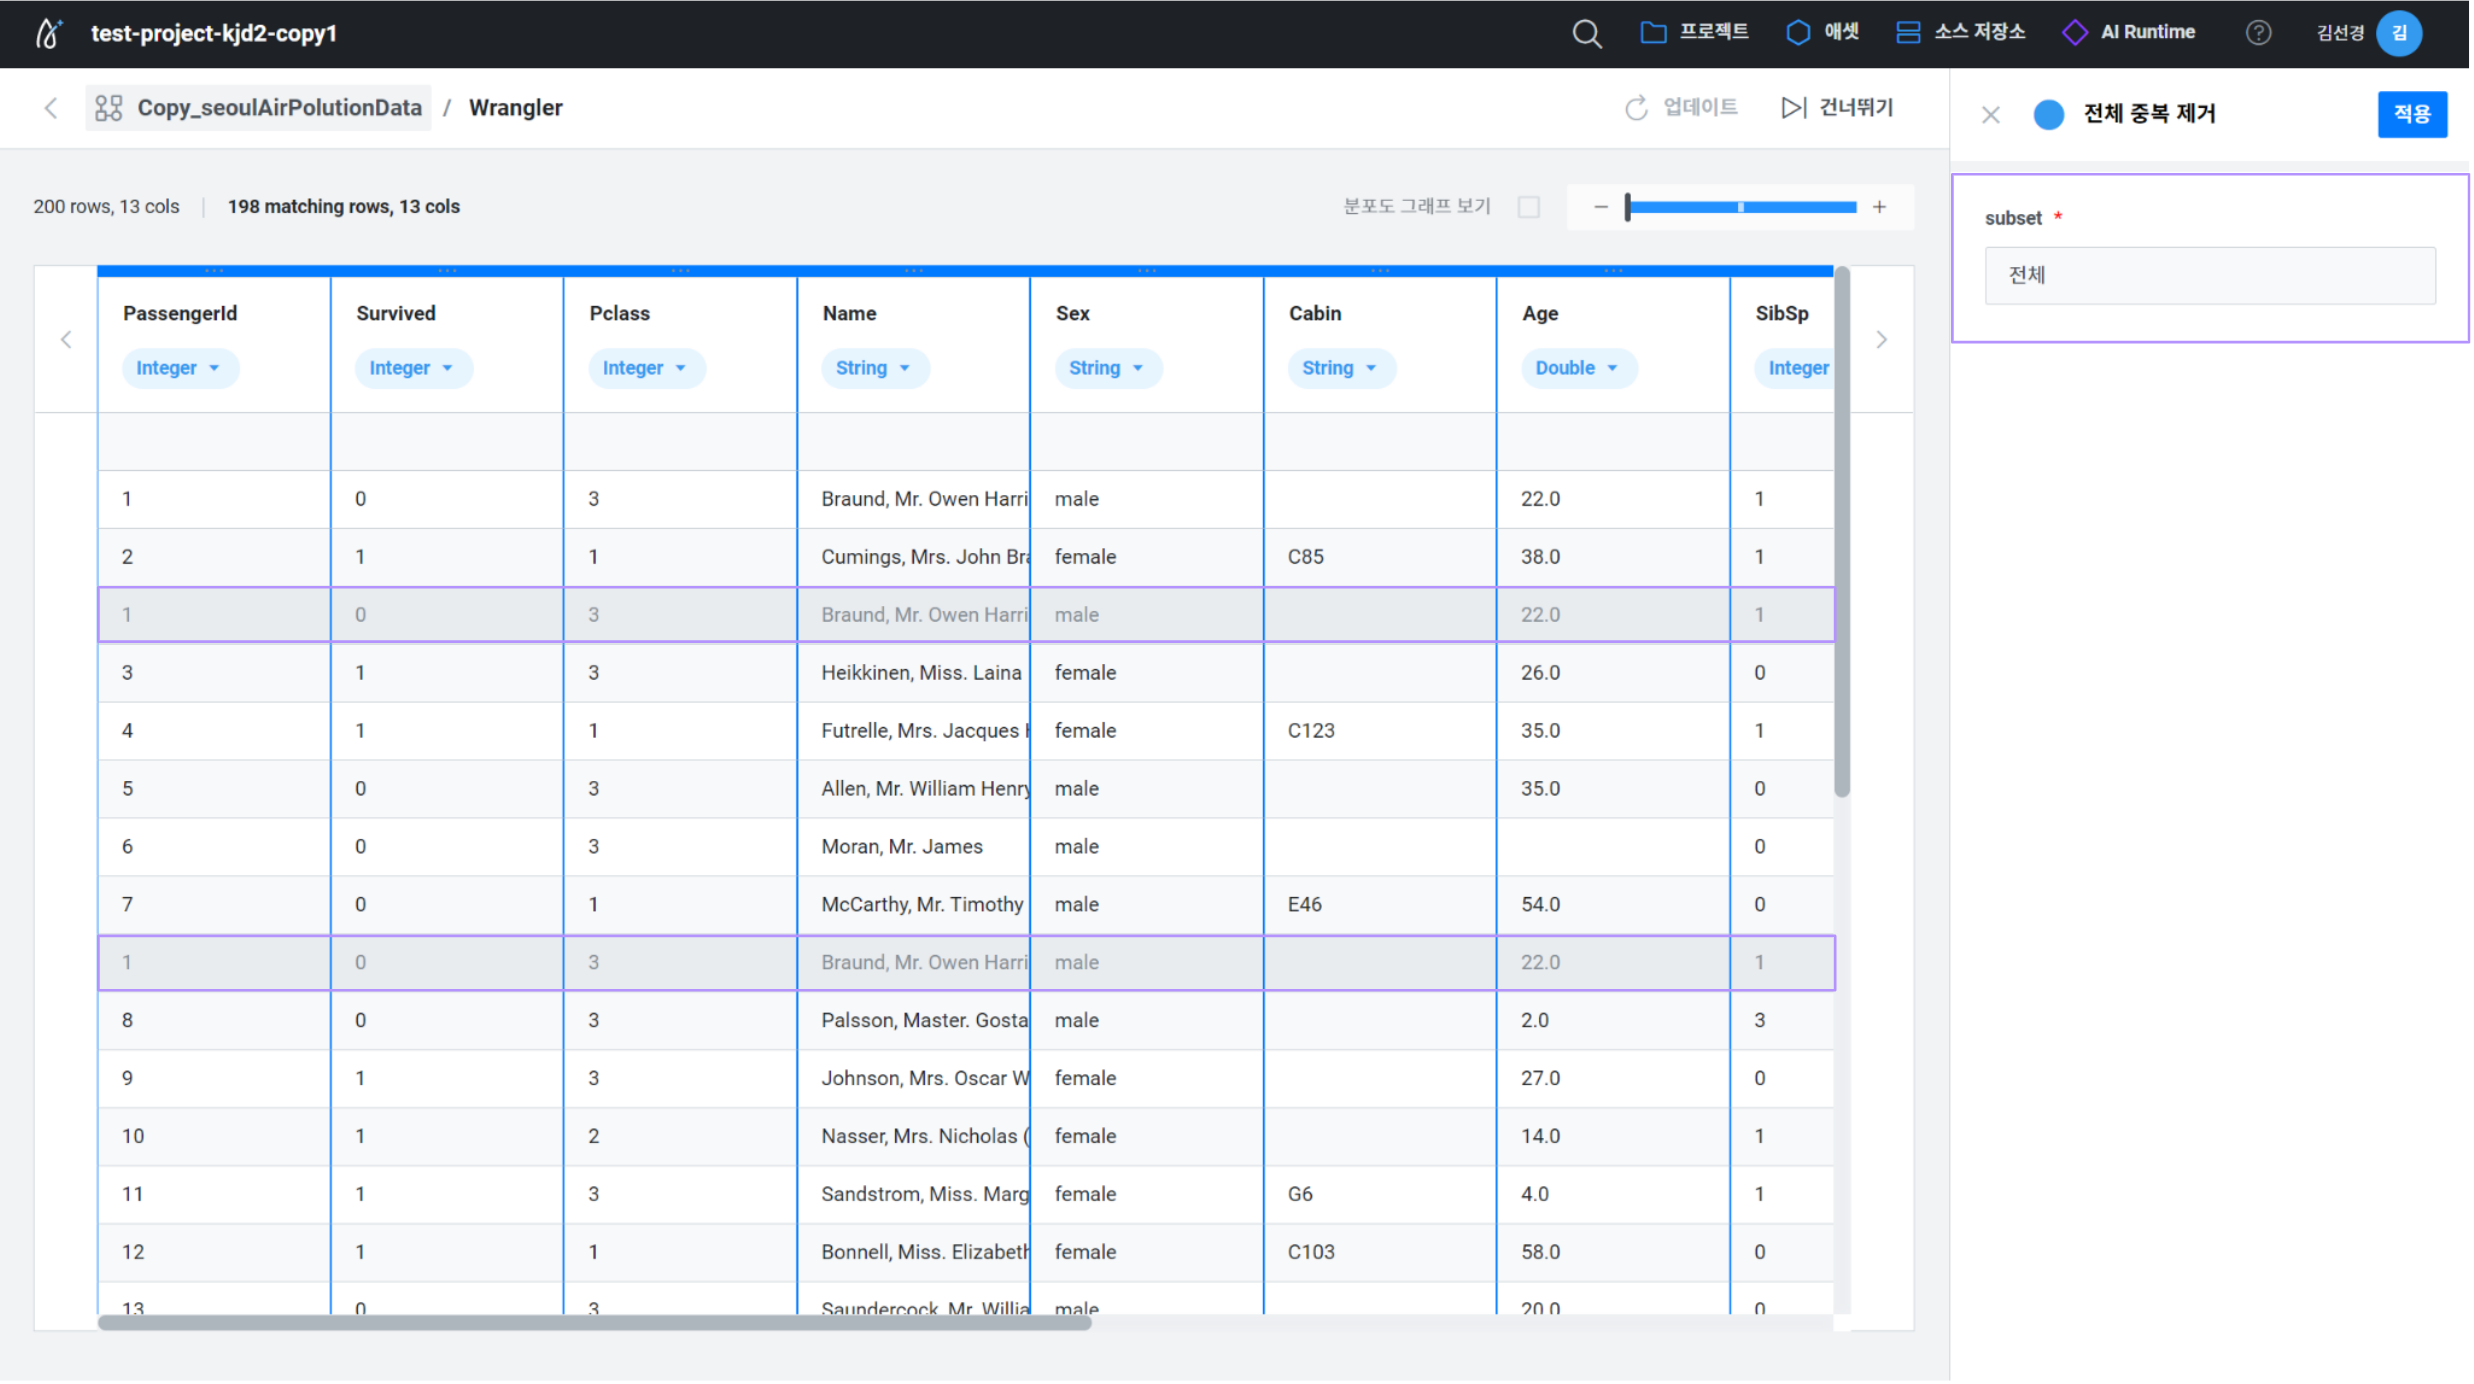 test-project-kjd2-copy1 프로젝트 애셋 소스 저장소 AI Runtime ? 김선경 김
Copy_seoulAirPolutionData / Wrangler 업데이트 건너뛰기
전체 중복 제거 적용
200 rows, 13 cols | 198 matching rows, 13 cols 분포도 그래프 보기 − +
subset *
전체
PassengerId Survived Pclass Name Sex Cabin Age SibSp
Integer Integer Integer String String String Double Integer
1 0 3 Braund, Mr. Owen Harri male 22.0 1
2 1 1 Cumings, Mrs. John Bra female C85 38.0 1
1 0 3 Braund, Mr. Owen Harri male 22.0 1
3 1 3 Heikkinen, Miss. Laina female 26.0 0
4 1 1 Futrelle, Mrs. Jacques female C123 35.0 1
5 0 3 Allen, Mr. William Henry male 35.0 0
6 0 3 Moran, Mr. James male 0
7 0 1 McCarthy, Mr. Timothy male E46 54.0 0
1 0 3 Braund, Mr. Owen Harri male 22.0 1
8 0 3 Palsson, Master. Gosta male 2.0 3
9 1 3 Johnson, Mrs. Oscar W female 27.0 0
10 1 2 Nasser, Mrs. Nicholas ( female 14.0 1
11 1 3 Sandstrom, Miss. Marg female G6 4.0 1
12 1 1 Bonnell, Miss. Elizabeth female C103 58.0 0
13 0 3 Saundercock, Mr. Willia male 20.0 0